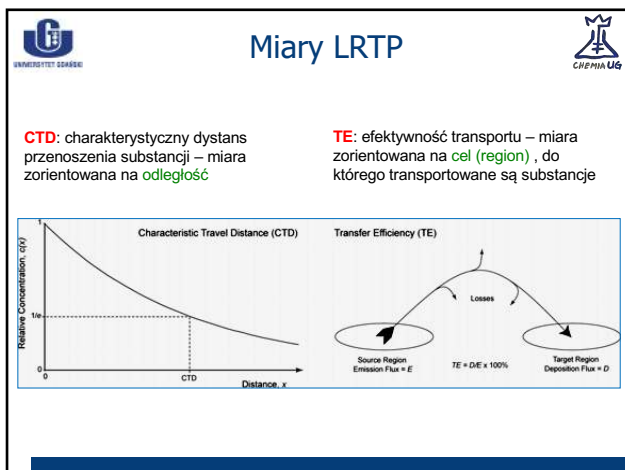 Miary LRTP
UNIWERSYTET GDAŃSKI
CHEMIA UG
CTD: charakterystyczny dystans
przenoszenia substancji – miara
zorientowana na odległość
TE: efektywność transportu – miara
zorientowana na cel (region) , do
którego transportowane są substancje
Characteristic Travel Distance (CTD)
Relative Concentration, c(x)
1
1/e
0
0
CTD
Distance, x
Transfer Efficiency (TE)
Losses
Source Region
Emission Flux = E
TE = D/E x 100%
Target Region
Deposition Flux = D